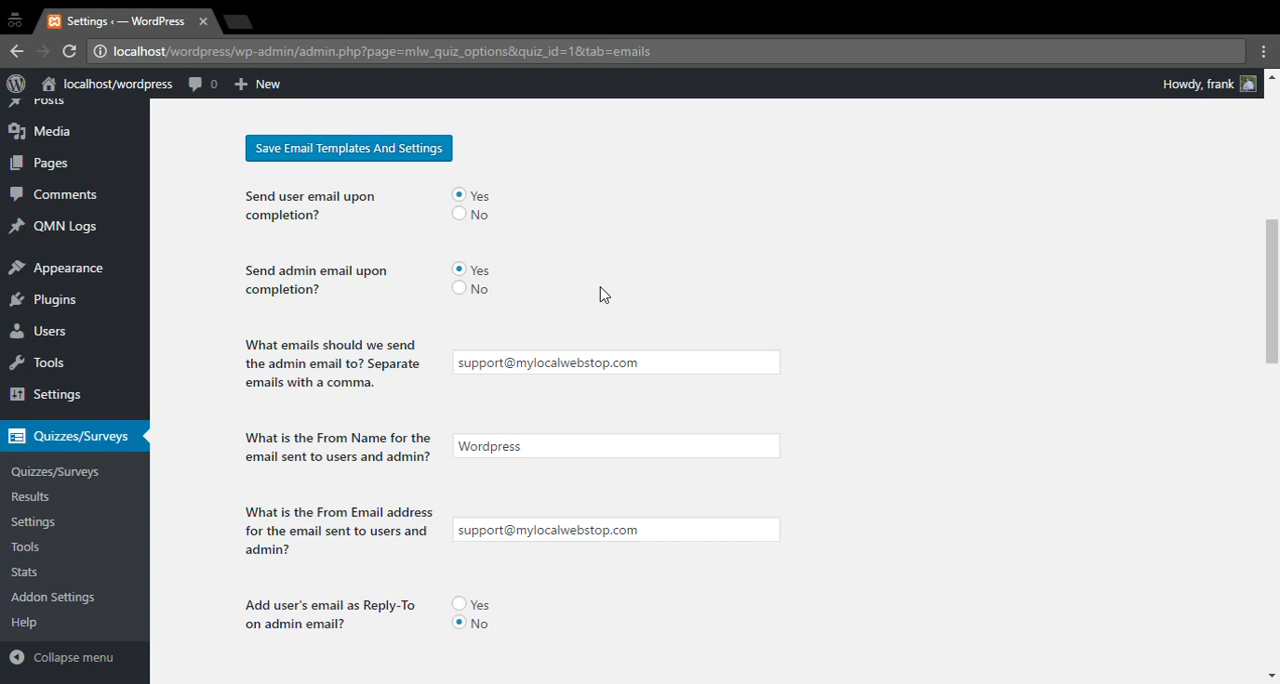 Settings ‹ — WordPress
localhost/wordpress/wp-admin/admin.php?page=mlw_quiz_options&quiz_id=1&tab=emails
localhost/wordpress 0 New Howdy, frank
Posts
Media
Pages
Comments
QMN Logs
Appearance
Plugins
Users
Tools
Settings
Quizzes/Surveys
Quizzes/Surveys
Results
Settings
Tools
Stats
Addon Settings
Help
Collapse menu
Save Email Templates And Settings
Send user email upon
completion?
Yes
No
Send admin email upon
completion?
Yes
No
What emails should we send
the admin email to? Separate
emails with a comma.
support@mylocalwebstop.com
What is the From Name for the
email sent to users and admin?
Wordpress
What is the From Email address
for the email sent to users and
admin?
support@mylocalwebstop.com
Add user's email as Reply-To
on admin email?
Yes
No